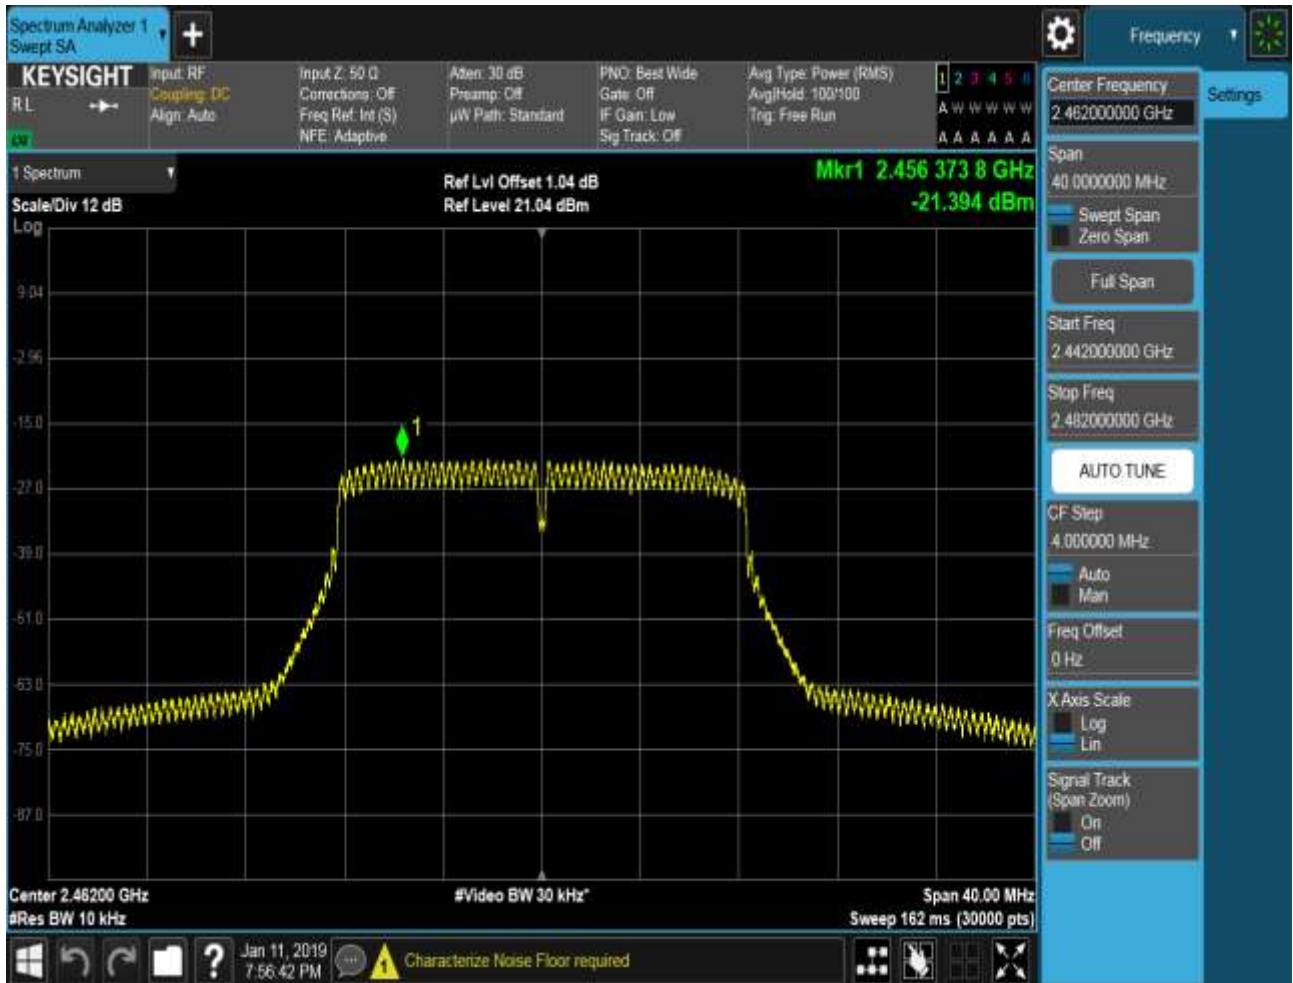 Spectrum Analyzer 1
Swept SA
+
Frequency
KEYSIGHT
R L
Input: RF
Coupling: DC
Align: Auto
Input Z: 50 Ω
Corrections: Off
Freq Ref: Int (S)
NFE: Adaptive
Atten: 30 dB
Preamp: Off
µW Path: Standard
PNO: Best Wide
Gate: Off
IF Gain: Low
Sig Track: Off
Avg Type: Power (RMS)
Avg|Hold: 100/100
Trig: Free Run
1 2 3 4 5 6
A W W W W W
A A A A A A
1 Spectrum
Scale/Div 12 dB
Log
Ref Lvl Offset 1.04 dB
Ref Level 21.04 dBm
Mkr1 2.456 373 8 GHz
-21.394 dBm
9.04
-2.96
-15.0
-27.0
-39.0
-51.0
-63.0
-75.0
-87.0
1
Center 2.46200 GHz
#Res BW 10 kHz
#Video BW 30 kHz*
Span 40.00 MHz
Sweep 162 ms (30000 pts)
Center Frequency
2.462000000 GHz
Settings
Span
40.0000000 MHz
Swept Span
Zero Span
Full Span
Start Freq
2.442000000 GHz
Stop Freq
2.482000000 GHz
AUTO TUNE
CF Step
4.000000 MHz
Auto
Man
Freq Offset
0 Hz
X Axis Scale
Log
Lin
Signal Track
(Span Zoom)
On
Off
?
Jan 11, 2019
7:56:42 PM
1
Characterize Noise Floor required